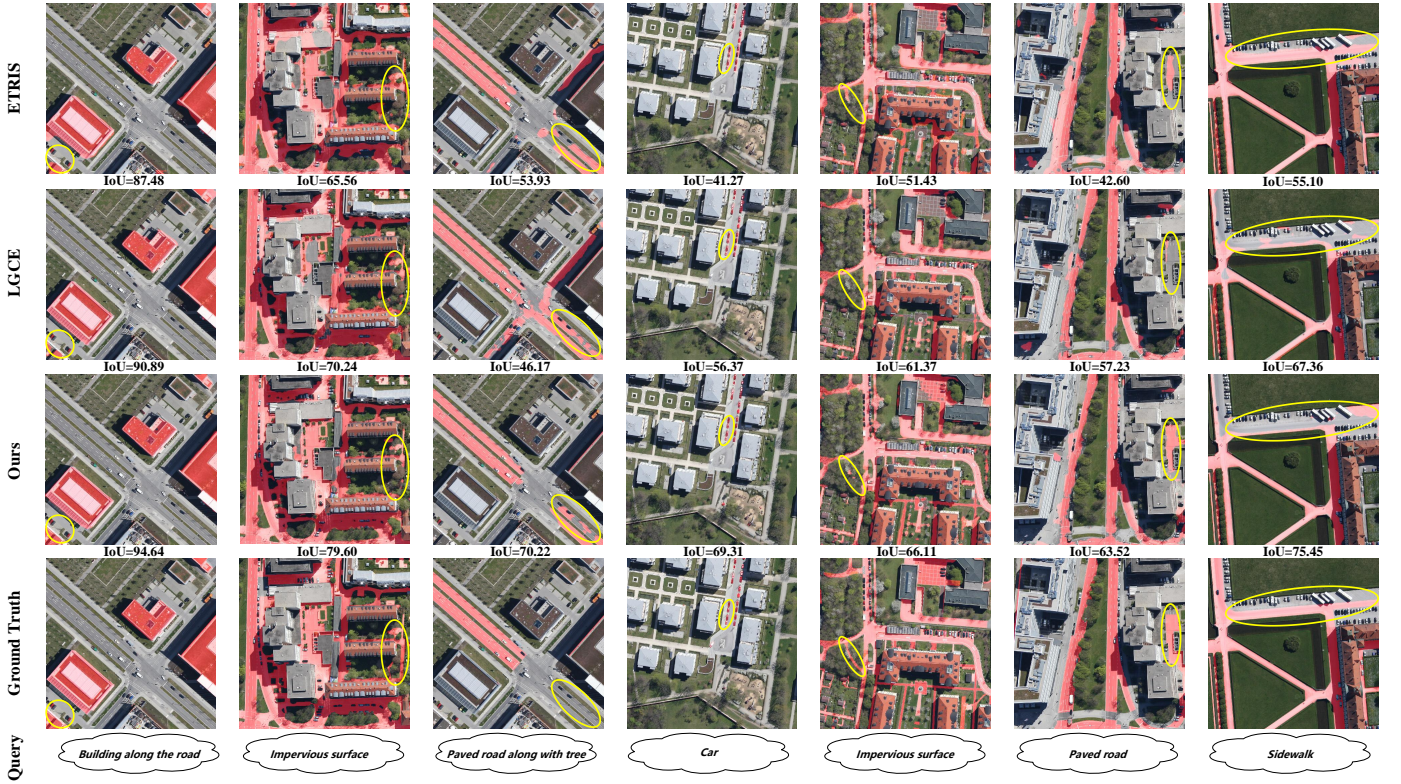 ETRIS
IoU=87.48 IoU=65.56 IoU=53.93 IoU=41.27 IoU=51.43 IoU=42.60 IoU=55.10
LGCE
IoU=90.89 IoU=70.24 IoU=46.17 IoU=56.37 IoU=61.37 IoU=57.23 IoU=67.36
Ours
IoU=94.64 IoU=79.60 IoU=70.22 IoU=69.31 IoU=66.11 IoU=63.52 IoU=75.45
Ground Truth
Query
Building along the road
Impervious surface
Paved road along with tree
Car
Impervious surface
Paved road
Sidewalk